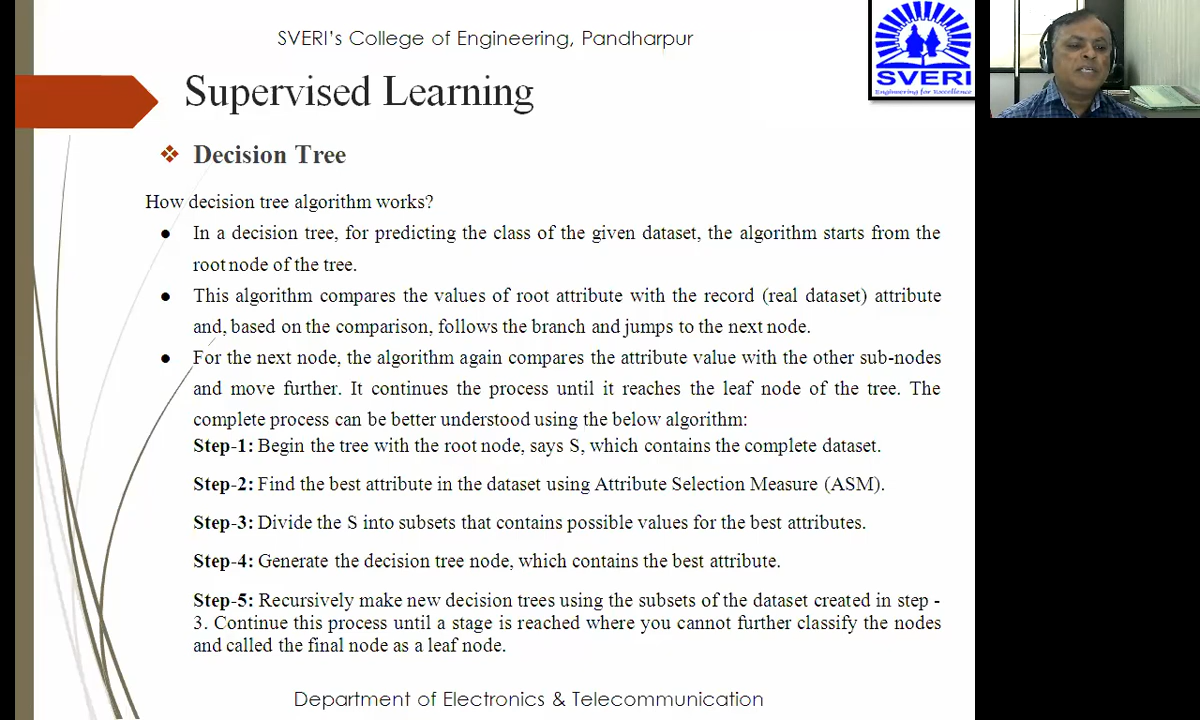 SVERI's College of Engineering, Pandharpur
SVERI
Engineering for Excellence
Supervised Learning
❖ Decision Tree
How decision tree algorithm works?
● In a decision tree, for predicting the class of the given dataset, the algorithm starts from the
root node of the tree.
● This algorithm compares the values of root attribute with the record (real dataset) attribute
and, based on the comparison, follows the branch and jumps to the next node.
● For the next node, the algorithm again compares the attribute value with the other sub-nodes
and move further. It continues the process until it reaches the leaf node of the tree. The
complete process can be better understood using the below algorithm:
Step-1: Begin the tree with the root node, says S, which contains the complete dataset.
Step-2: Find the best attribute in the dataset using Attribute Selection Measure (ASM).
Step-3: Divide the S into subsets that contains possible values for the best attributes.
Step-4: Generate the decision tree node, which contains the best attribute.
Step-5: Recursively make new decision trees using the subsets of the dataset created in step -
3. Continue this process until a stage is reached where you cannot further classify the nodes
and called the final node as a leaf node.
Department of Electronics & Telecommunication